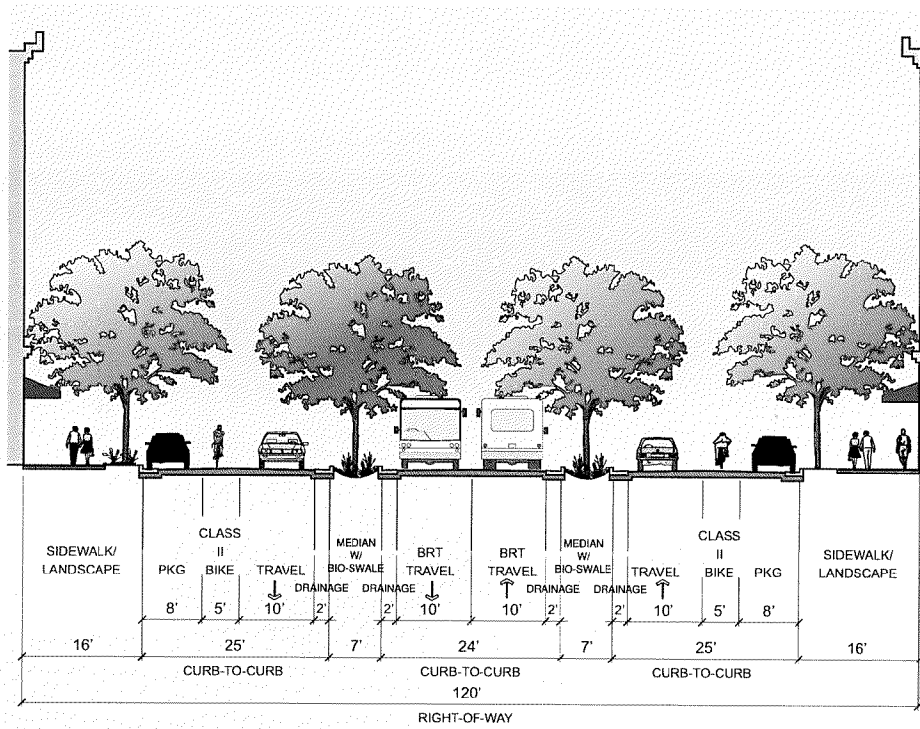 SIDEWALK/
LANDSCAPE
PKG
8'
CLASS
II
BIKE
5'
TRAVEL
10'
DRAINAGE
2'
MEDIAN
W/
BIO-SWALE
DRAINAGE
2'
BRT
TRAVEL
10'
BRT
TRAVEL
10'
DRAINAGE
2'
MEDIAN
W/
BIO-SWALE
DRAINAGE
2'
TRAVEL
10'
CLASS
II
BIKE
5'
PKG
8'
SIDEWALK/
LANDSCAPE
16' 25' 7' 24' 7' 25' 16'
CURB-TO-CURB CURB-TO-CURB CURB-TO-CURB
120'
RIGHT-OF-WAY